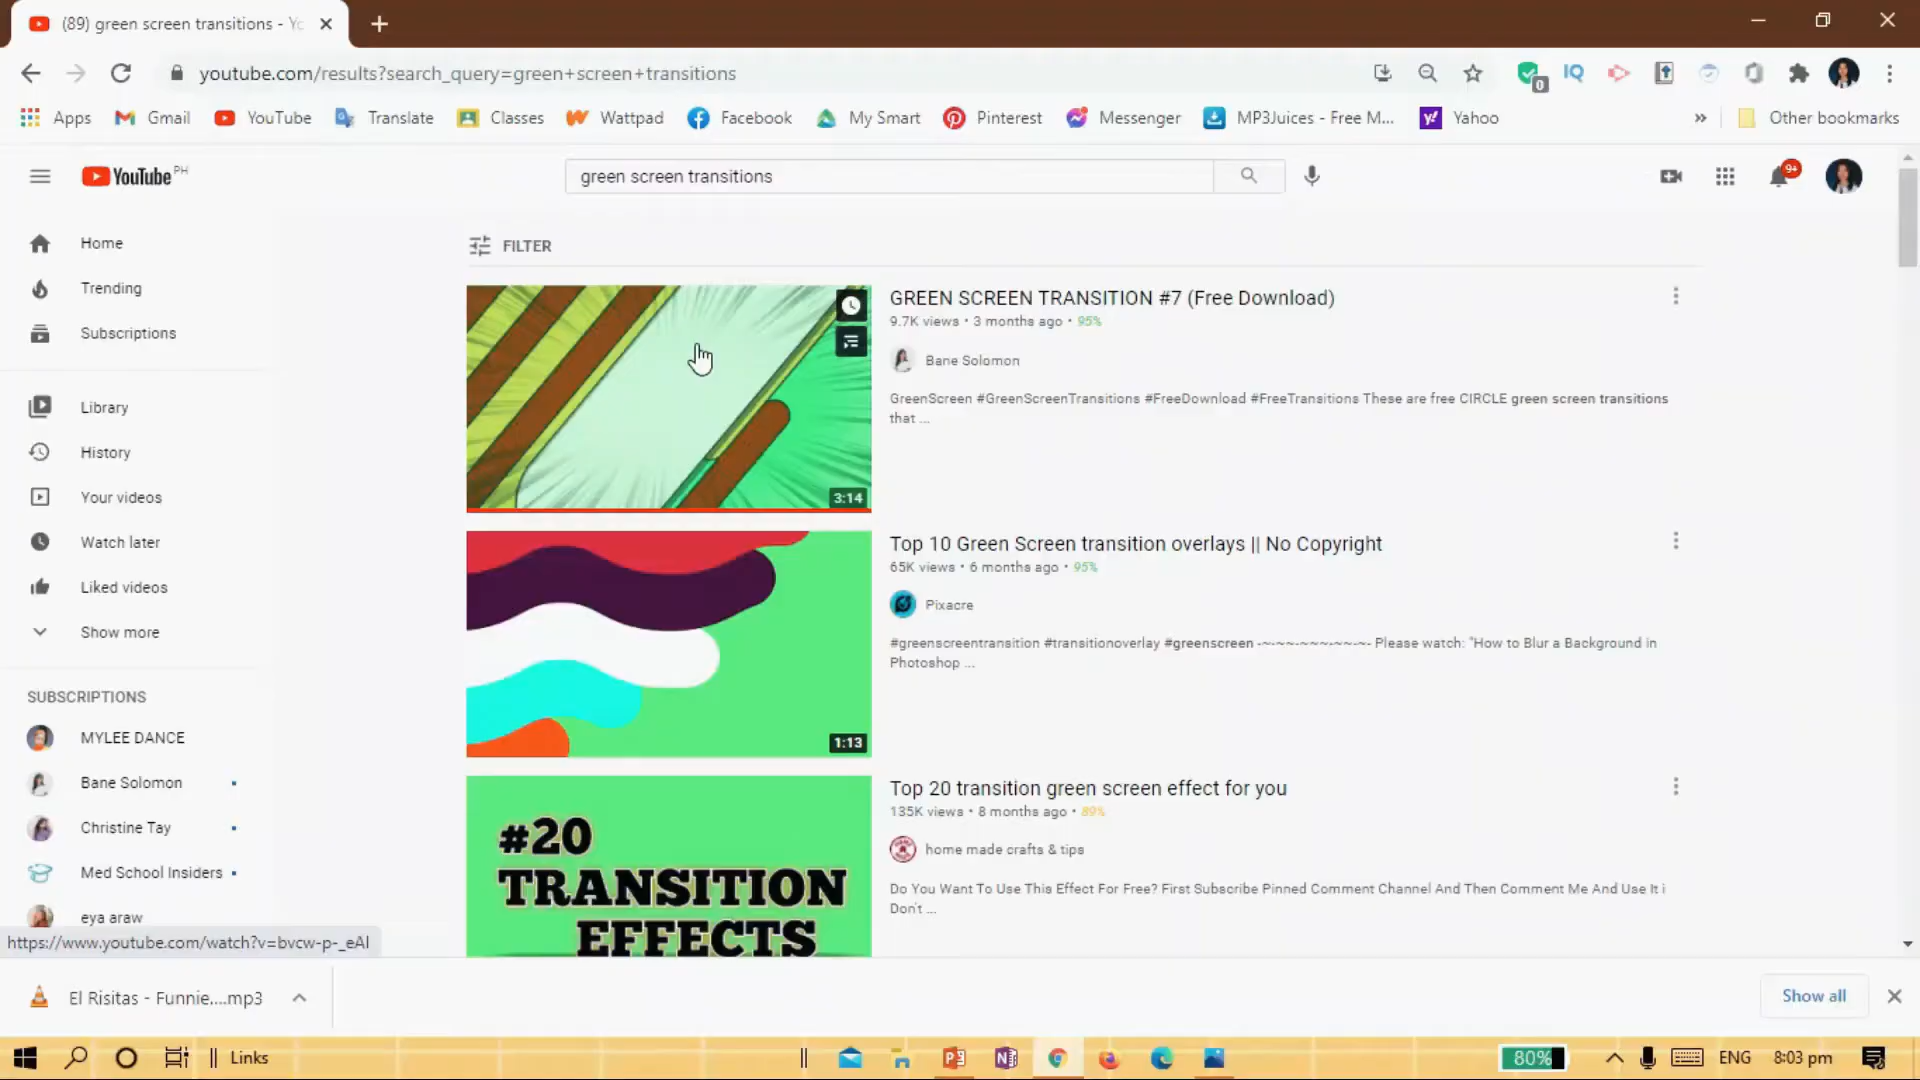 (89) green screen transitions - Yo
youtube.com/results?search_query=green+screen+transitions
0
IQ
Apps
Gmail
YouTube
Translate
Classes
Wattpad
Facebook
My Smart
Pinterest
Messenger
MP3Juices - Free M...
Yahoo
»
Other bookmarks
YouTube PH
green screen transitions
9+
Home
Trending
Subscriptions
Library
History
Your videos
Watch later
Liked videos
Show more
SUBSCRIPTIONS
MYLEE DANCE
Bane Solomon
Christine Tay
Med School Insiders
eya araw
https://www.youtube.com/watch?v=bvcw-p-_eAI
FILTER
3:14
GREEN SCREEN TRANSITION #7 (Free Download)
9.7K views • 3 months ago • 95%
Bane Solomon
GreenScreen #GreenScreenTransitions #FreeDownload #FreeTransitions These are free CIRCLE green screen transitions
that ...
1:13
Top 10 Green Screen transition overlays || No Copyright
65K views • 6 months ago • 95%
Pixacre
#greenscreentransition #transitionoverlay #greenscreen -~-~~-~~~-~~-~- Please watch: "How to Blur a Background in
Photoshop ...
#20
TRANSITION
EFFECTS
Top 20 transition green screen effect for you
135K views • 8 months ago • 89%
home made crafts & tips
Do You Want To Use This Effect For Free? First Subscribe Pinned Comment Channel And Then Comment Me And Use It i
Don't ...
El Risitas - Funnie....mp3
Show all
Links
80%
ENG
8:03 pm